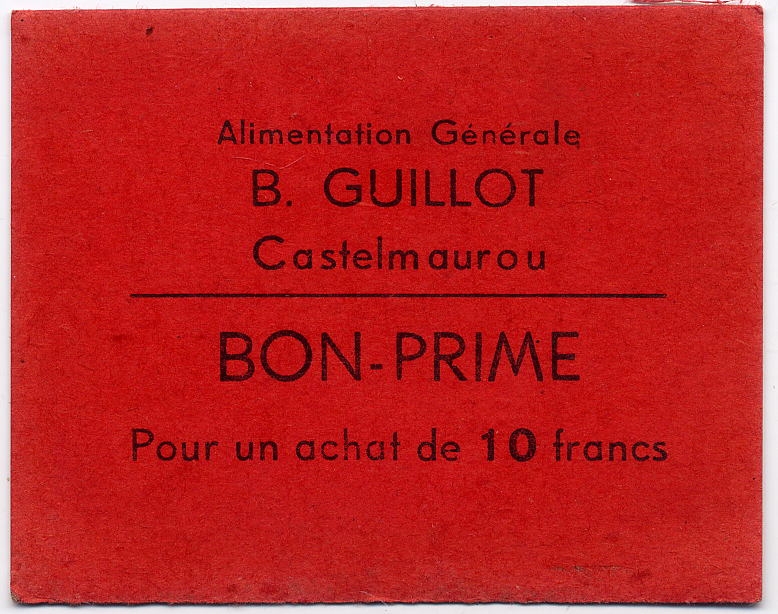 Alimentation Générale
B. GUILLOT
Castelmaurou
BON-PRIME
Pour un achat de 10 francs